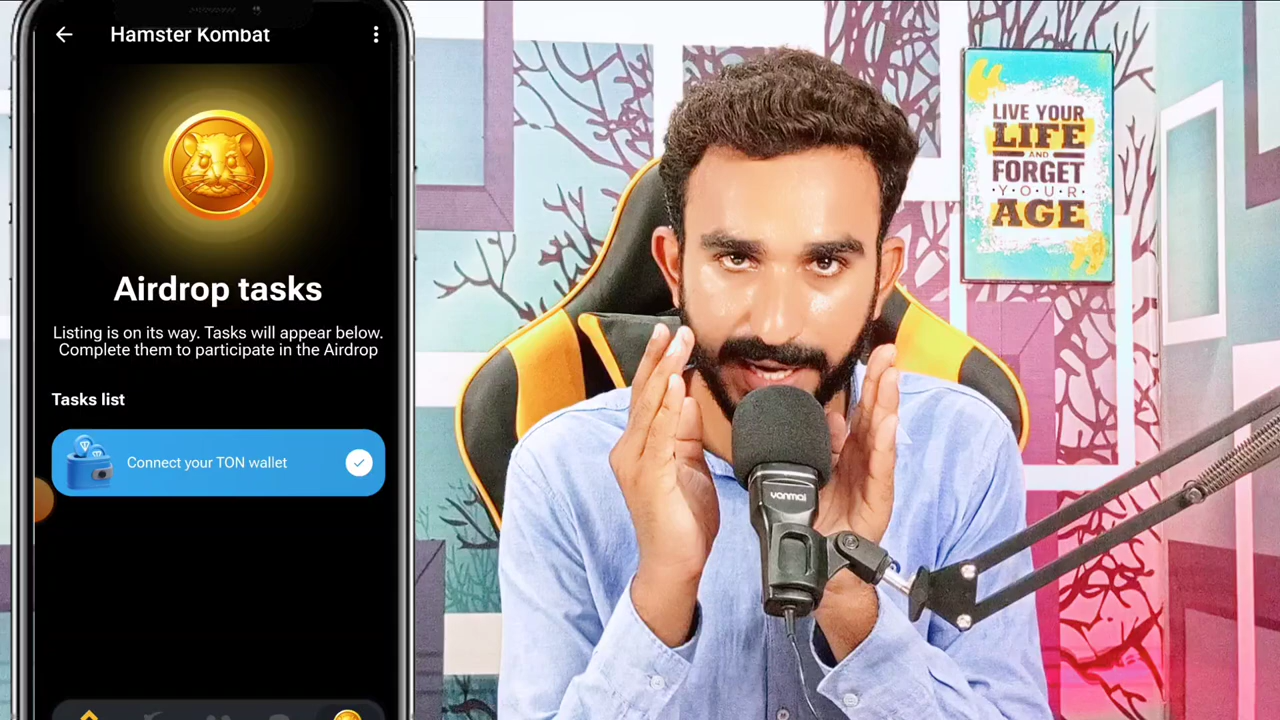 Hamster Kombat
Airdrop tasks
Listing is on its way. Tasks will appear below.
Complete them to participate in the Airdrop
Tasks list
Connect your TON wallet
LIVE YOUR
LIFE
AND
FORGET
YOUR
AGE
vanmai